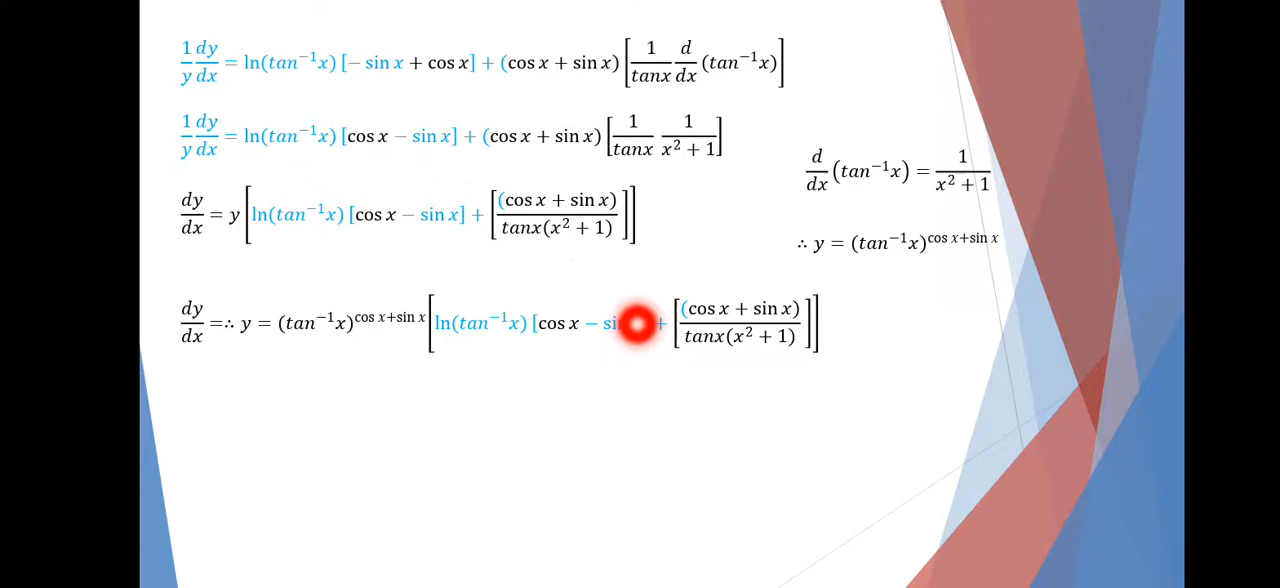 1/y dy/dx = ln(tan⁻¹x) [− sin x + cos x] + (cos x + sin x) [1/tanx d/dx (tan⁻¹x)]
1/y dy/dx = ln(tan⁻¹x) [cos x − sin x] + (cos x + sin x) [1/tanx 1/x² + 1]
d/dx (tan⁻¹x) = 1/x² + 1
dy/dx = y [ln(tan⁻¹x) [cos x − sin x] + [(cos x + sin x)/tanx(x² + 1)]]
∴ y = (tan⁻¹x)^cos x+sin x
dy/dx =∴ y = (tan⁻¹x)^cos x+sin x [ln(tan⁻¹x) [cos x − + [(cos x + sin x)/tanx(x² + 1)]]